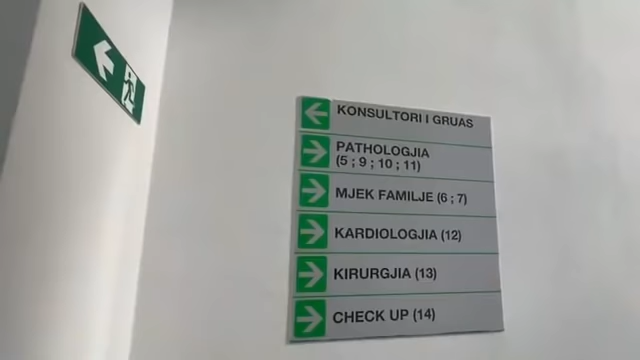 KONSULTORI I GRUAS
PATHOLOGJIA
(5 ; 9 ; 10 ; 11)
MJEK FAMILJE (6 ; 7)
KARDIOLOGJIA (12)
KIRURGJIA (13)
CHECK UP (14)